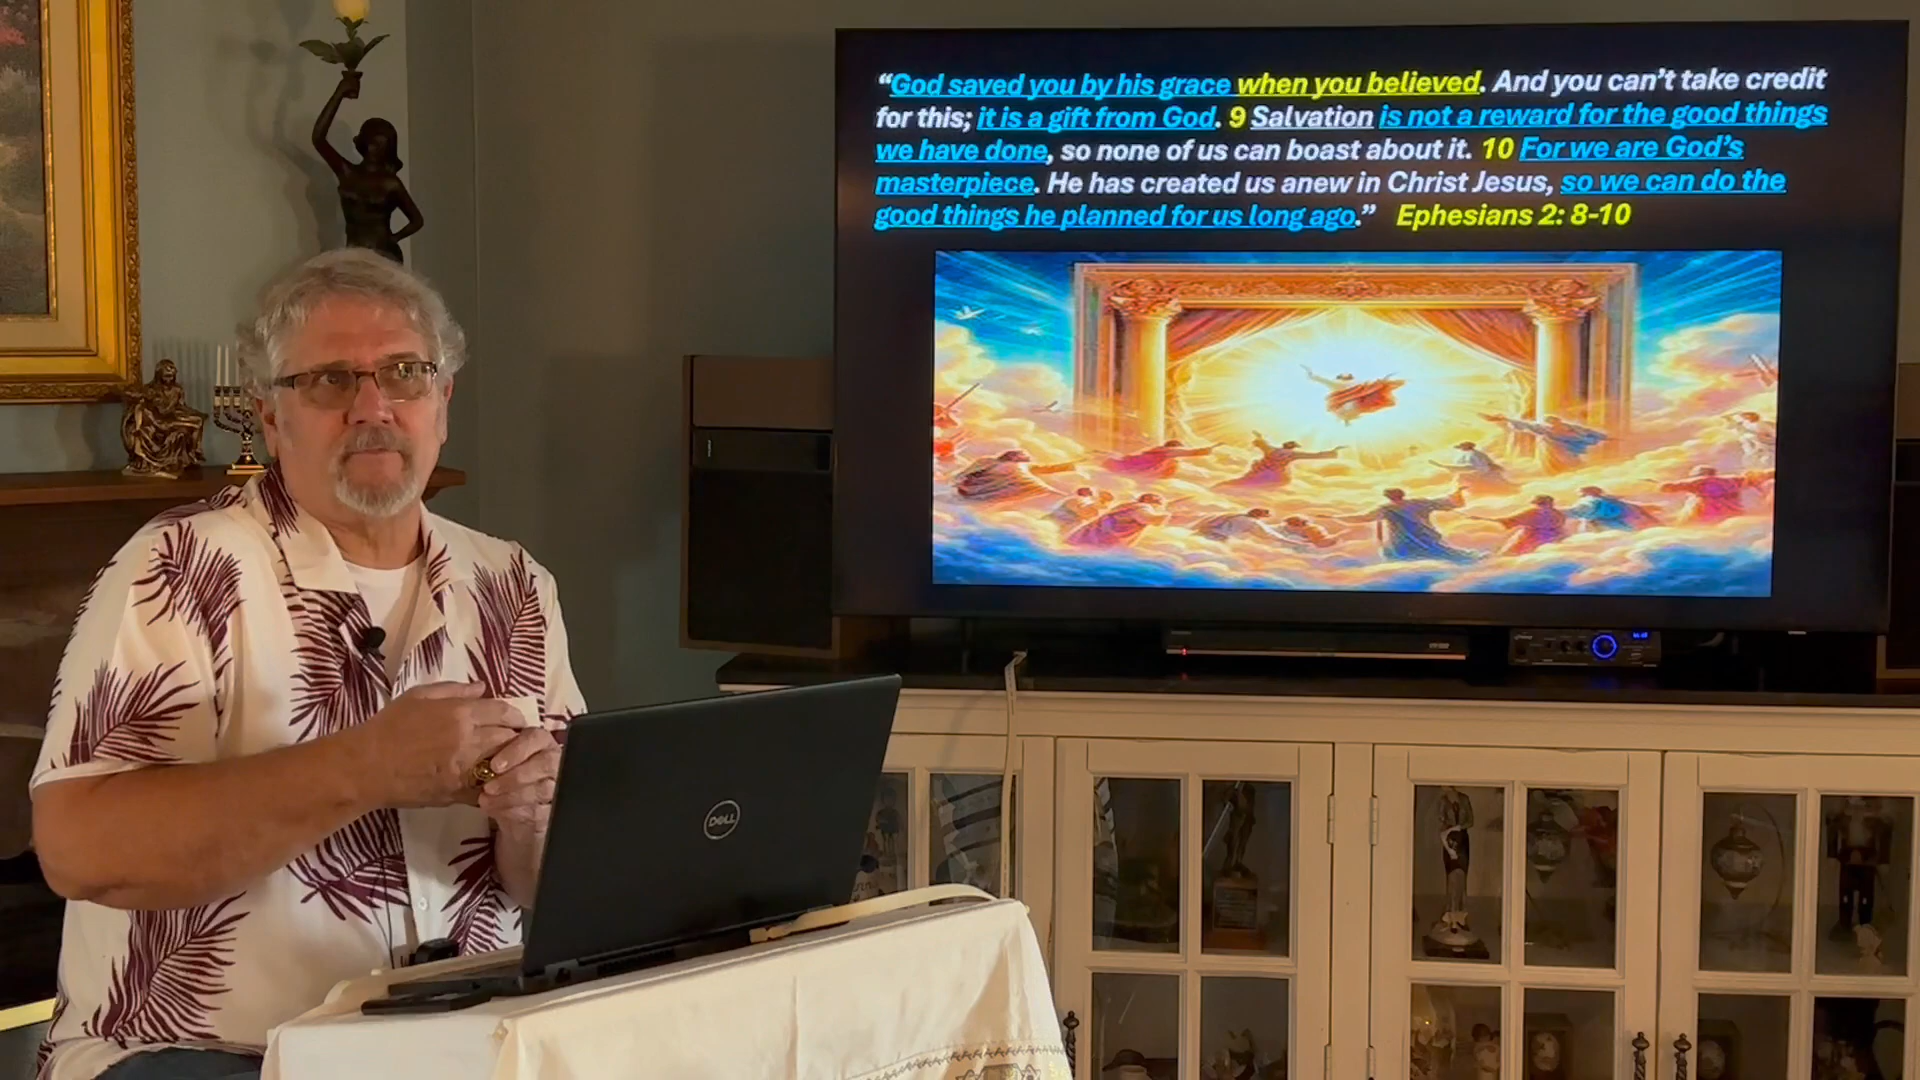 “God saved you by his grace when you believed. And you can’t take credit
for this; it is a gift from God. 9 Salvation is not a reward for the good things
we have done, so none of us can boast about it. 10 For we are God’s
masterpiece. He has created us anew in Christ Jesus, so we can do the
good things he planned for us long ago.” Ephesians 2: 8-10
DELL